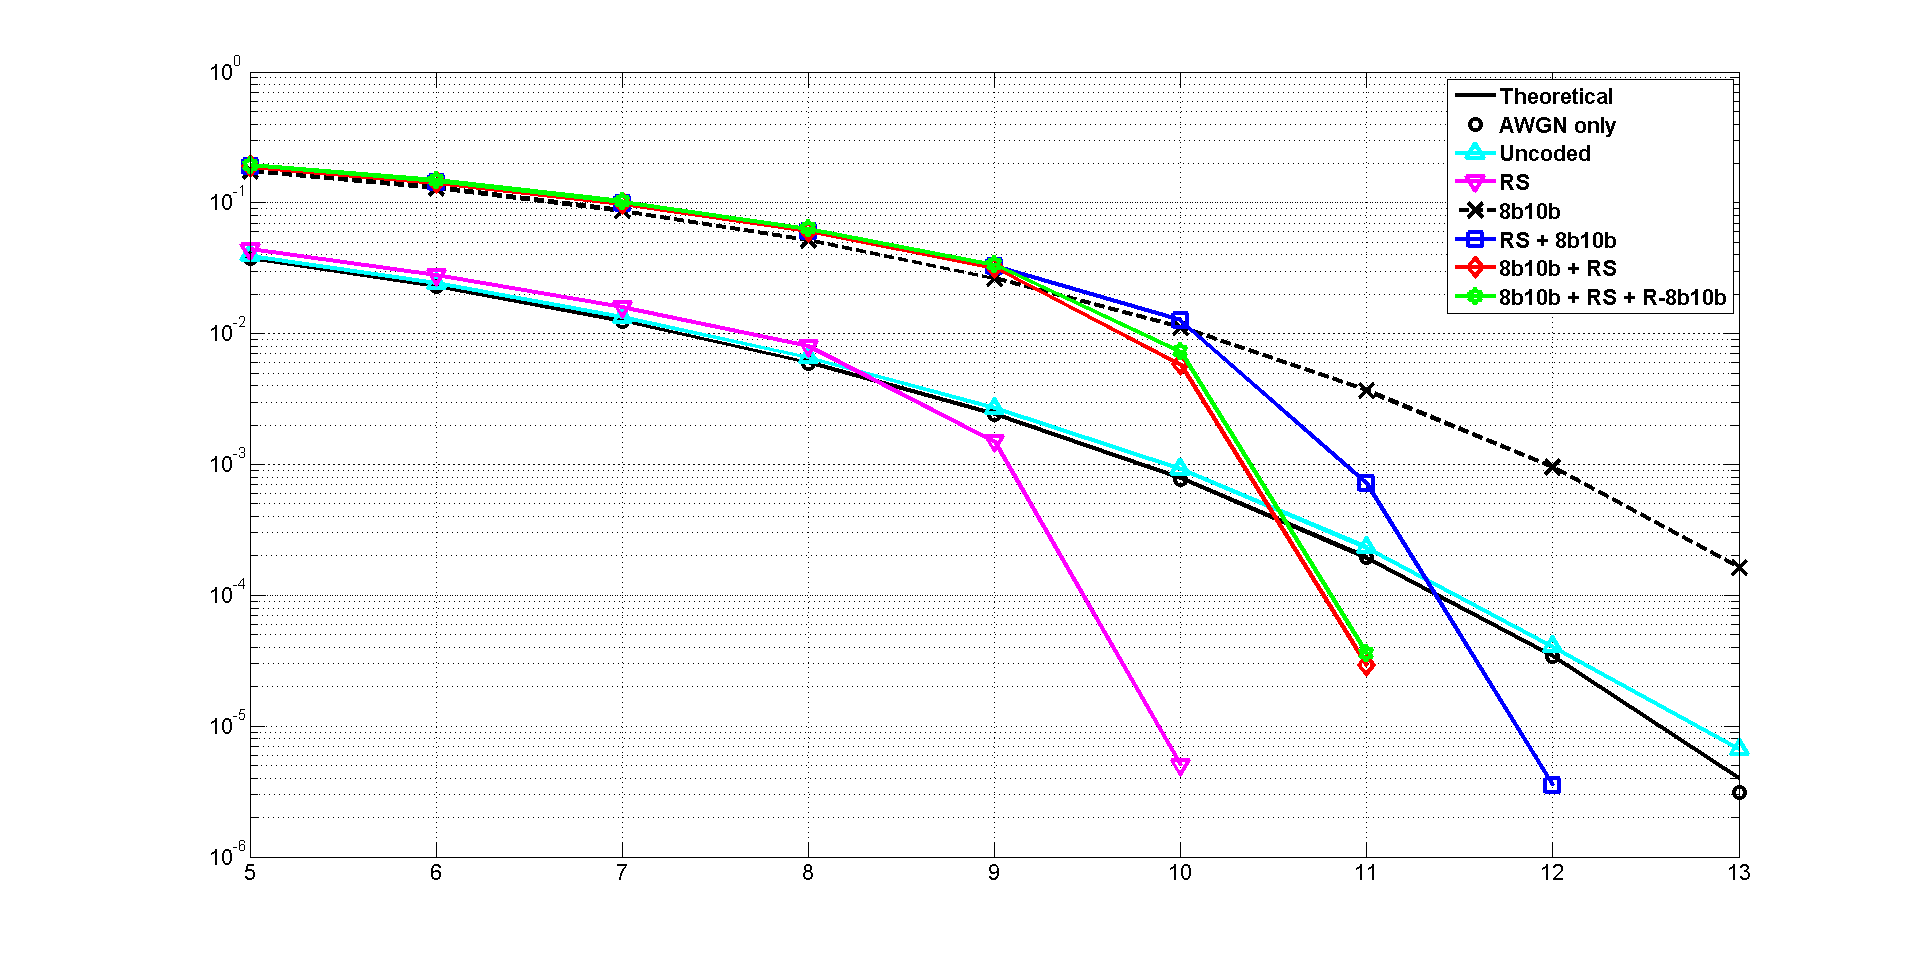 10^0
10^-1
10^-2
10^-3
10^-4
10^-5
10^-6
5 6 7 8 9 10 11 12 13
Theoretical
AWGN only
Uncoded
RS
8b10b
RS + 8b10b
8b10b + RS
8b10b + RS + R-8b10b